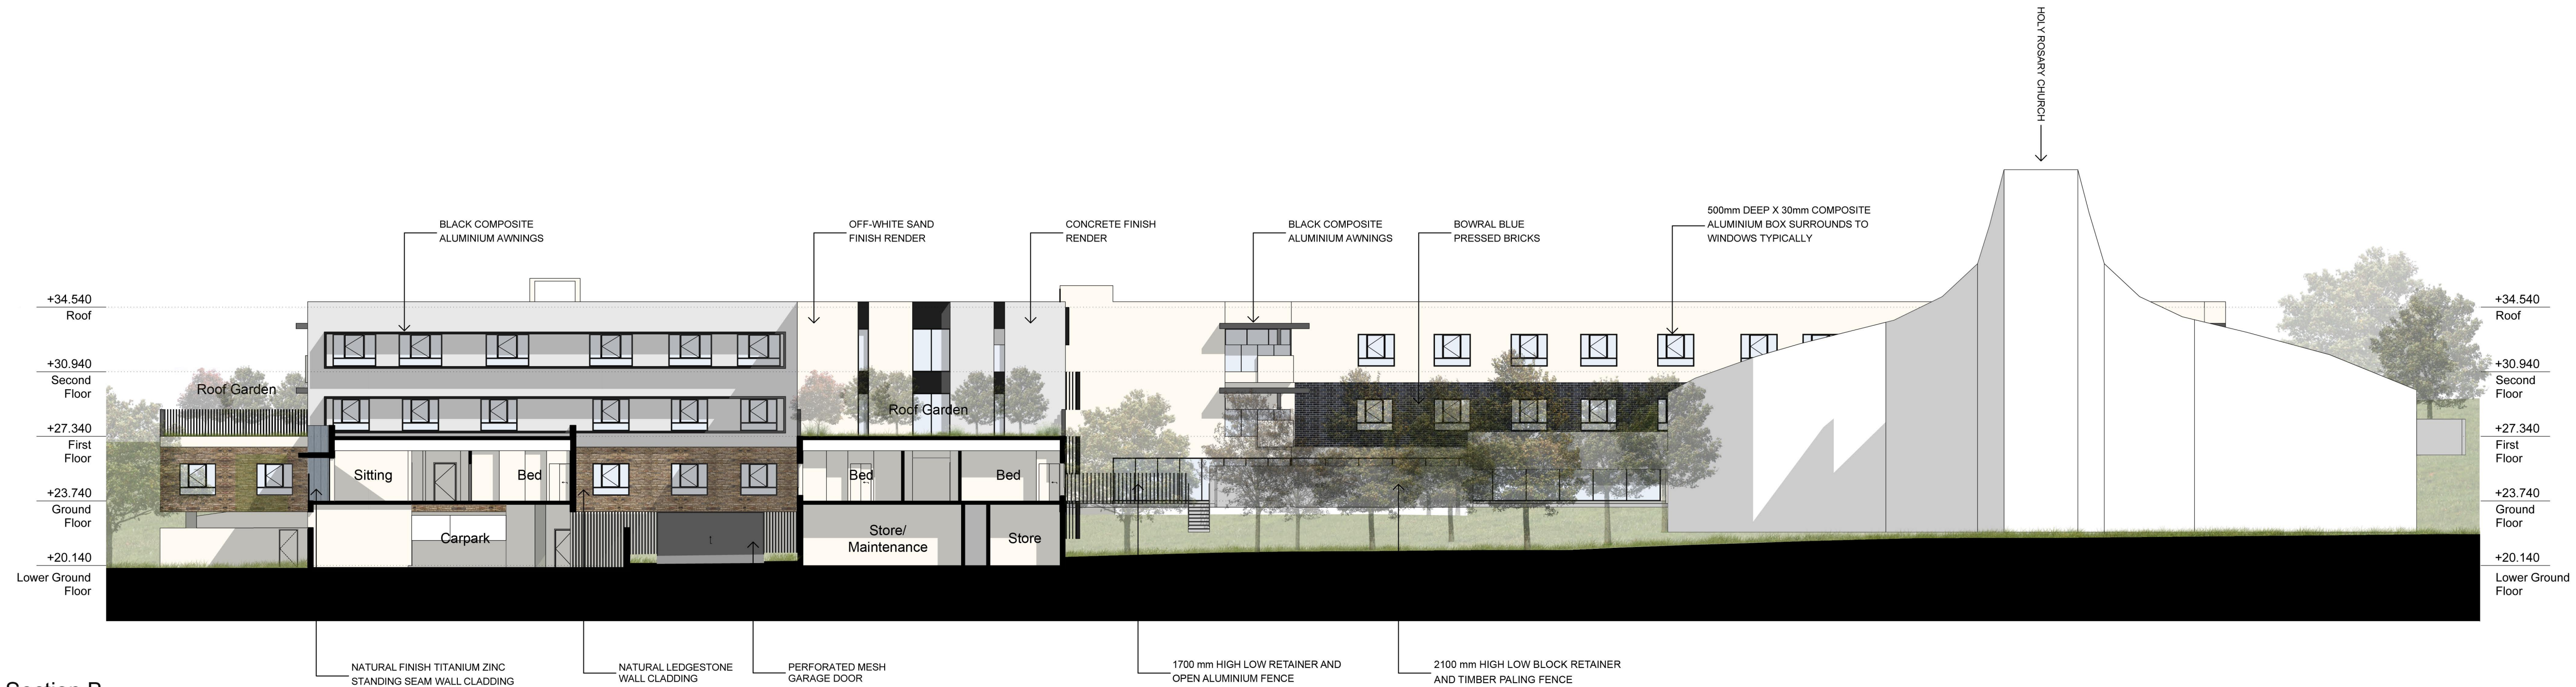 HOLY ROSARY CHURCH
BLACK COMPOSITE
ALUMINIUM AWNINGS
OFF-WHITE SAND
FINISH RENDER
CONCRETE FINISH
RENDER
BLACK COMPOSITE
ALUMINIUM AWNINGS
BOWRAL BLUE
PRESSED BRICKS
500mm DEEP X 30mm COMPOSITE
ALUMINIUM BOX SURROUNDS TO
WINDOWS TYPICALLY
+34.540
Roof
+30.940
Second
Floor
+27.340
First
Floor
+23.740
Ground
Floor
+20.140
Lower Ground
Floor
Roof Garden
Roof Garden
Sitting
Bed
Bed
Bed
Carpark
Store/
Maintenance
Store
+34.540
Roof
+30.940
Second
Floor
+27.340
First
Floor
+23.740
Ground
Floor
+20.140
Lower Ground
Floor
NATURAL FINISH TITANIUM ZINC
STANDING SEAM WALL CLADDING
NATURAL LEDGESTONE
WALL CLADDING
PERFORATED MESH
GARAGE DOOR
1700 mm HIGH LOW RETAINER AND
OPEN ALUMINIUM FENCE
2100 mm HIGH LOW BLOCK RETAINER
AND TIMBER PALING FENCE